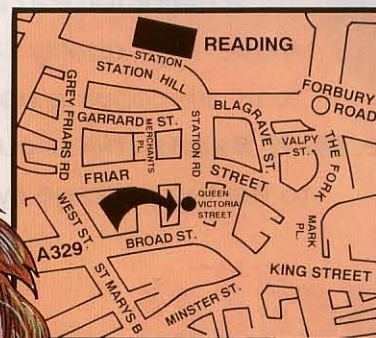 READING
STATION
STATION HILL
FORBURY
ROAD
GREY FRIARS RD
GARRARD ST.
MERCHANTS
PL.
STATION RD
BLAGRAVE ST.
VALPY
ST.
THE FORK
FRIAR
STREET
QUEEN
VICTORIA
STREET
WEST ST.
MARK
PL.
A329
BROAD ST.
KING STREET
ST MARYS B
MINSTER ST.